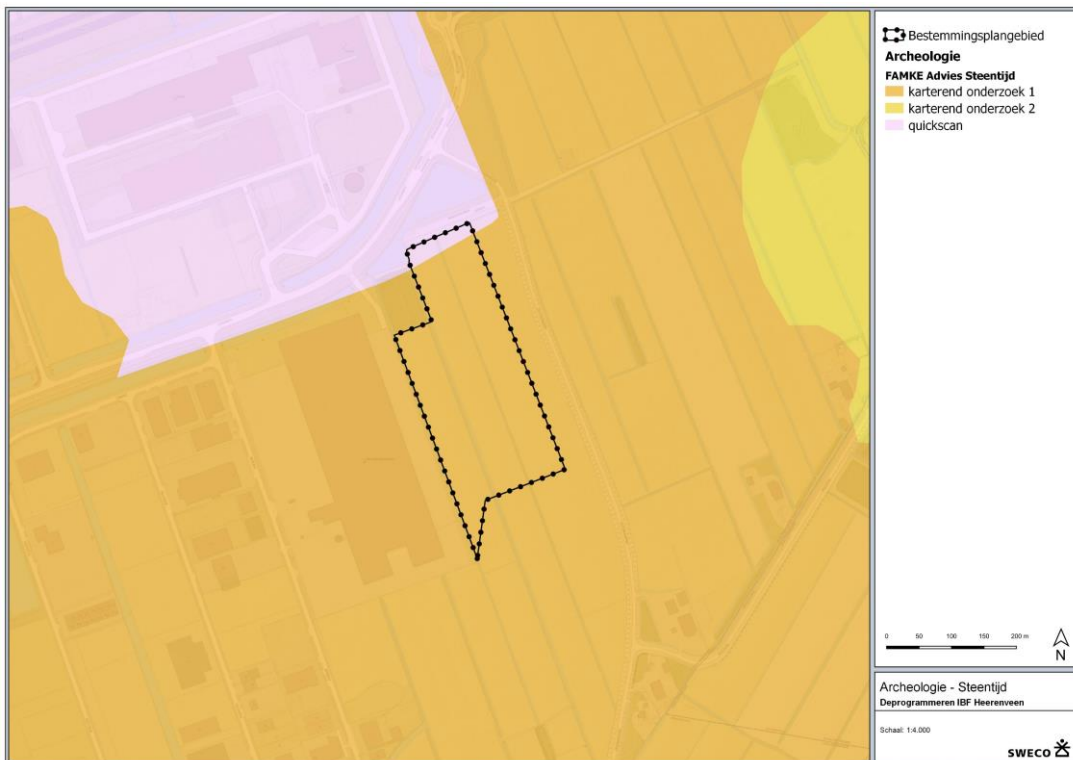 Bestemmingsplangebied
Archeologie
FAMKE Advies Steentijd
karterend onderzoek 1
karterend onderzoek 2
quickscan
0 50 100 150 200 m
N
Archeologie - Steentijd
Deprogrammeren IBF Heerenveen
Schaal: 1:4.000
SWECO